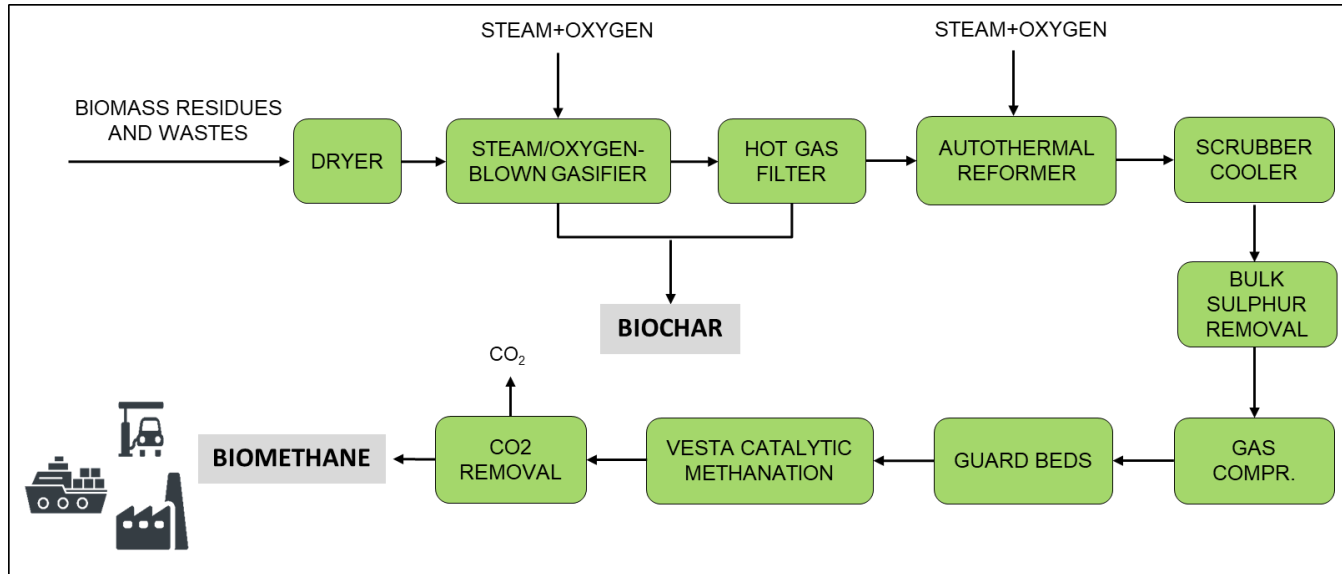 STEAM+OXYGEN
STEAM+OXYGEN
BIOMASS RESIDUES
AND WASTES
DRYER
STEAM/OXYGEN-
BLOWN GASIFIER
HOT GAS
FILTER
AUTOTHERMAL
REFORMER
SCRUBBER
COOLER
BULK
SULPHUR
REMOVAL
BIOCHAR
CO₂
BIOMETHANE
CO2
REMOVAL
VESTA CATALYTIC
METHANATION
GUARD BEDS
GAS
COMPR.